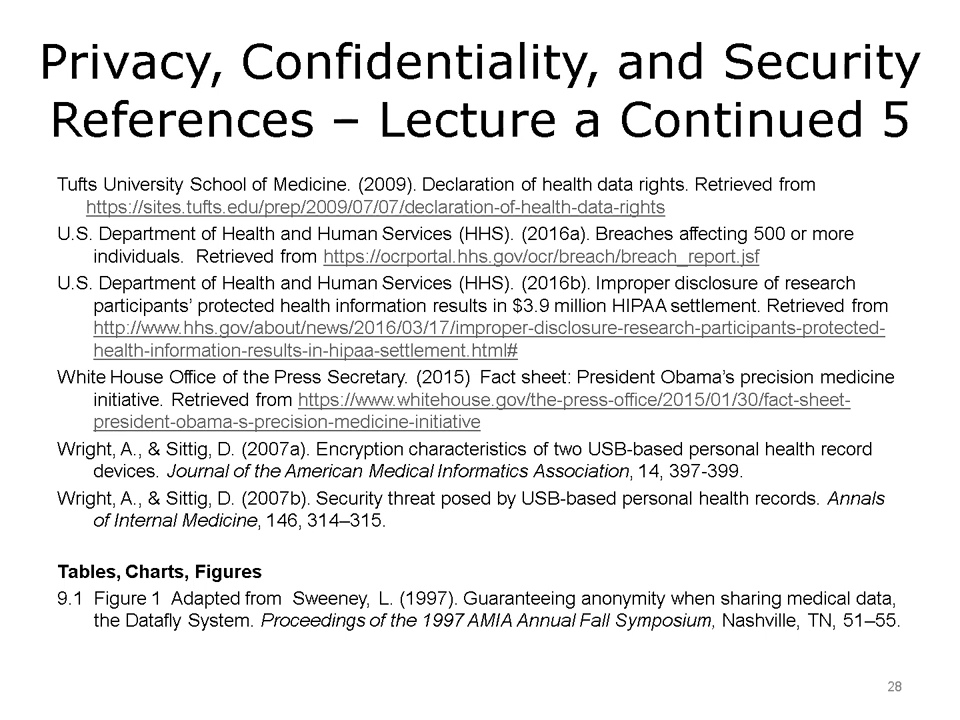 Privacy, Confidentiality, and Security
References – Lecture a Continued 5
Tufts University School of Medicine. (2009). Declaration of health data rights. Retrieved from
https://sites.tufts.edu/prep/2009/07/07/declaration-of-health-data-rights
U.S. Department of Health and Human Services (HHS). (2016a). Breaches affecting 500 or more
individuals.  Retrieved from https://ocrportal.hhs.gov/ocr/breach/breach_report.jsf
U.S. Department of Health and Human Services (HHS). (2016b). Improper disclosure of research
participants’ protected health information results in $3.9 million HIPAA settlement. Retrieved from
http://www.hhs.gov/about/news/2016/03/17/improper-disclosure-research-participants-protected-
health-information-results-in-hipaa-settlement.html#
White House Office of the Press Secretary. (2015)  Fact sheet: President Obama’s precision medicine
initiative. Retrieved from https://www.whitehouse.gov/the-press-office/2015/01/30/fact-sheet-
president-obama-s-precision-medicine-initiative
Wright, A., & Sittig, D. (2007a). Encryption characteristics of two USB-based personal health record
devices. Journal of the American Medical Informatics Association, 14, 397-399.
Wright, A., & Sittig, D. (2007b). Security threat posed by USB-based personal health records. Annals
of Internal Medicine, 146, 314–315.
Tables, Charts, Figures
9.1  Figure 1  Adapted from  Sweeney, L. (1997). Guaranteeing anonymity when sharing medical data,
the Datafly System. Proceedings of the 1997 AMIA Annual Fall Symposium, Nashville, TN, 51–55.
28